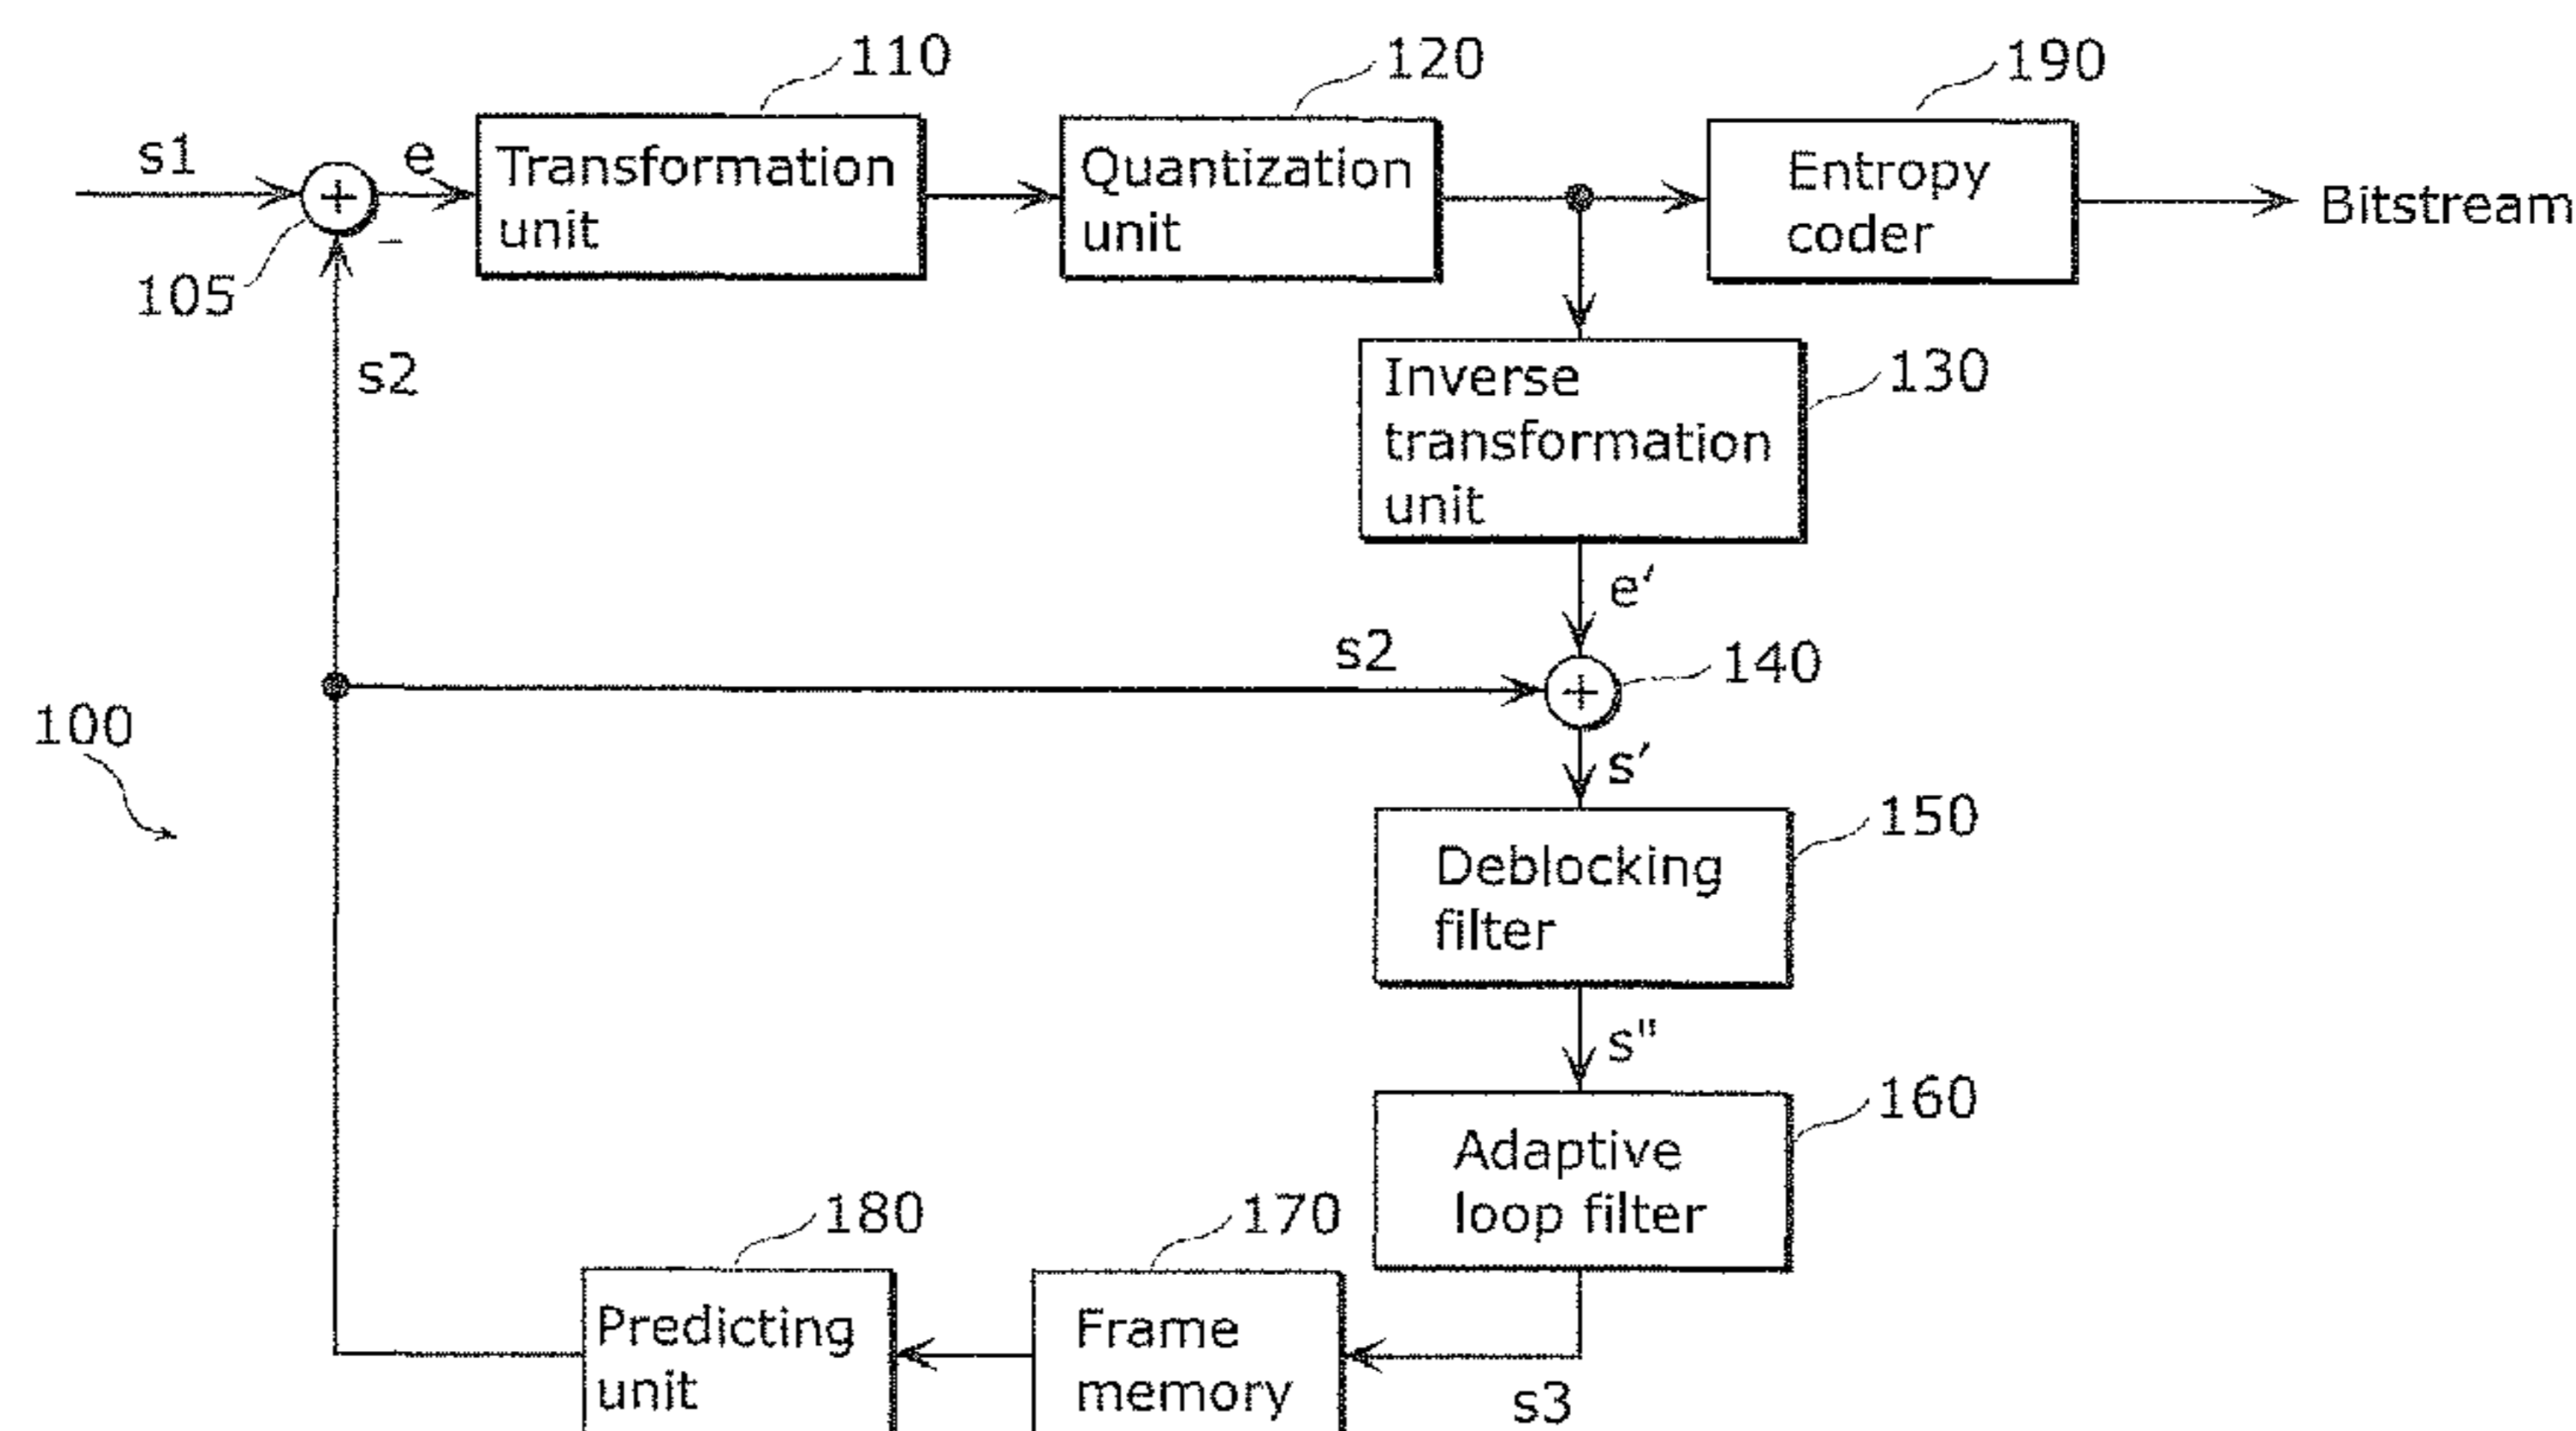 110
120
190
s1
e
Transformation
unit
Quantization
unit
Entropy
coder
Bitstream
+
−
105
s2
Inverse
transformation
unit
130
e′
s2
+
140
100
s′
Deblocking
filter
150
s"
Adaptive
loop filter
160
180
170
Predicting
unit
Frame
memory
s3